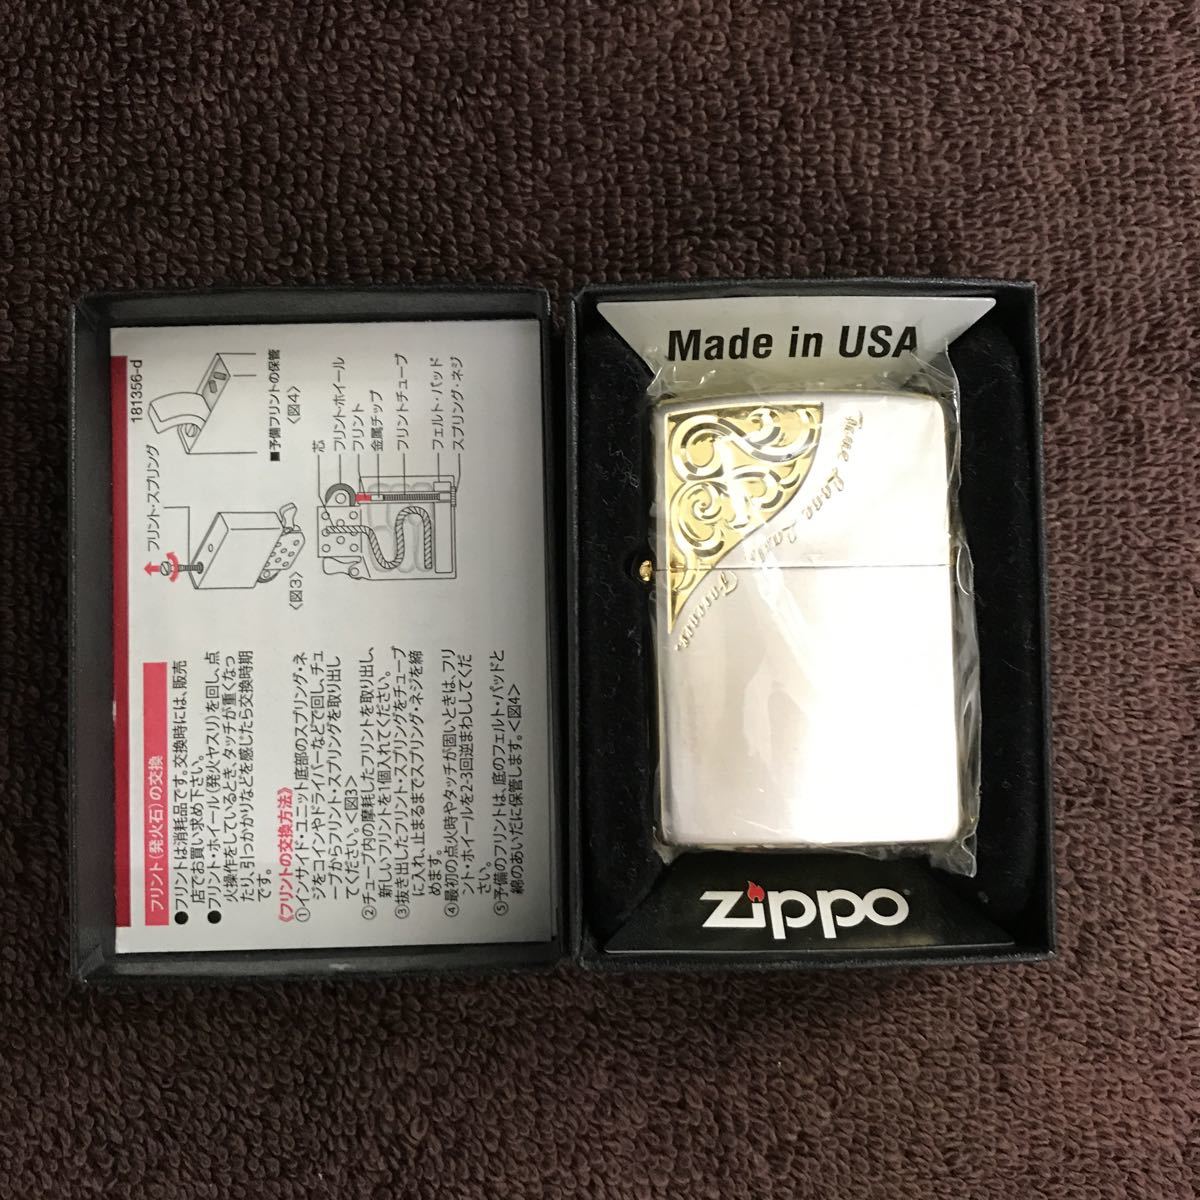 フリント（発火石）の交換
●フリントは消耗品です。交換時には、販売
店でお買い求め下さい。
●フリント・ホイール（発火ヤスリ）を回し、点
火操作をしているとき、タッチが重くなっ
たり、引っかかりなどを感じたら交換時期
です。
《フリントの交換方法》
①インサイド・ユニット底部のスプリング・ネ
ジをコインやドライバーなどで回し、チュ
ーブからフリント・スプリングを取り出し
てください。＜図3＞
②チューブ内の摩耗したフリントを取り出し、
新しいフリントを1個入れてください。
③抜き出したフリント・スプリングをチューブ
に入れ、止まるまでスプリング・ネジを締
めます。
④最初の点火時やタッチが固いときは、フリ
ント・ホイールを2-3回逆まわししてくだ
さい。
⑤予備のフリントは、底のフェルト・パッドと
綿のあいだに保管します。＜図4＞
181356-d
フリント・スプリング
＜図3＞
■予備フリントの保管
＜図4＞
芯
フリント・ホイール
フリント
金属チップ
フリントチューブ
フェルト・パッド
スプリング・ネジ
Made in USA
True Love Lasts
Forever.
zippo